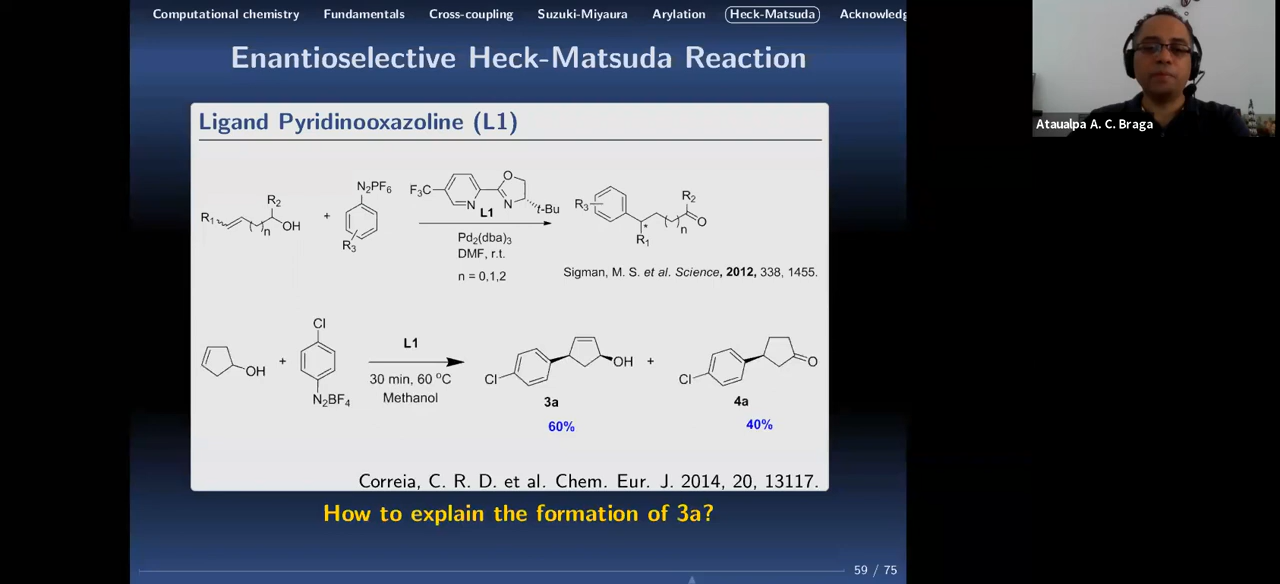 Computational chemistry Fundamentals Cross-coupling Suzuki-Miyaura Arylation Heck-Matsuda Acknowledg
Enantioselective Heck-Matsuda Reaction
Ligand Pyridinooxazoline (L1)
R1 R2 OH n
+
N2PF6 R3
F3C N O N t-Bu
L1
Pd2(dba)3
DMF, r.t.
n = 0,1,2
R3 R1 * n R2 O
Sigman, M. S. et al. Science, 2012, 338, 1455.
OH
+
Cl N2BF4
L1
30 min, 60 ºC
Methanol
Cl OH
3a
60%
+
Cl O
4a
40%
Correia, C. R. D. et al. Chem. Eur. J. 2014, 20, 13117.
How to explain the formation of 3a?
59 / 75
Ataualpa A. C. Braga